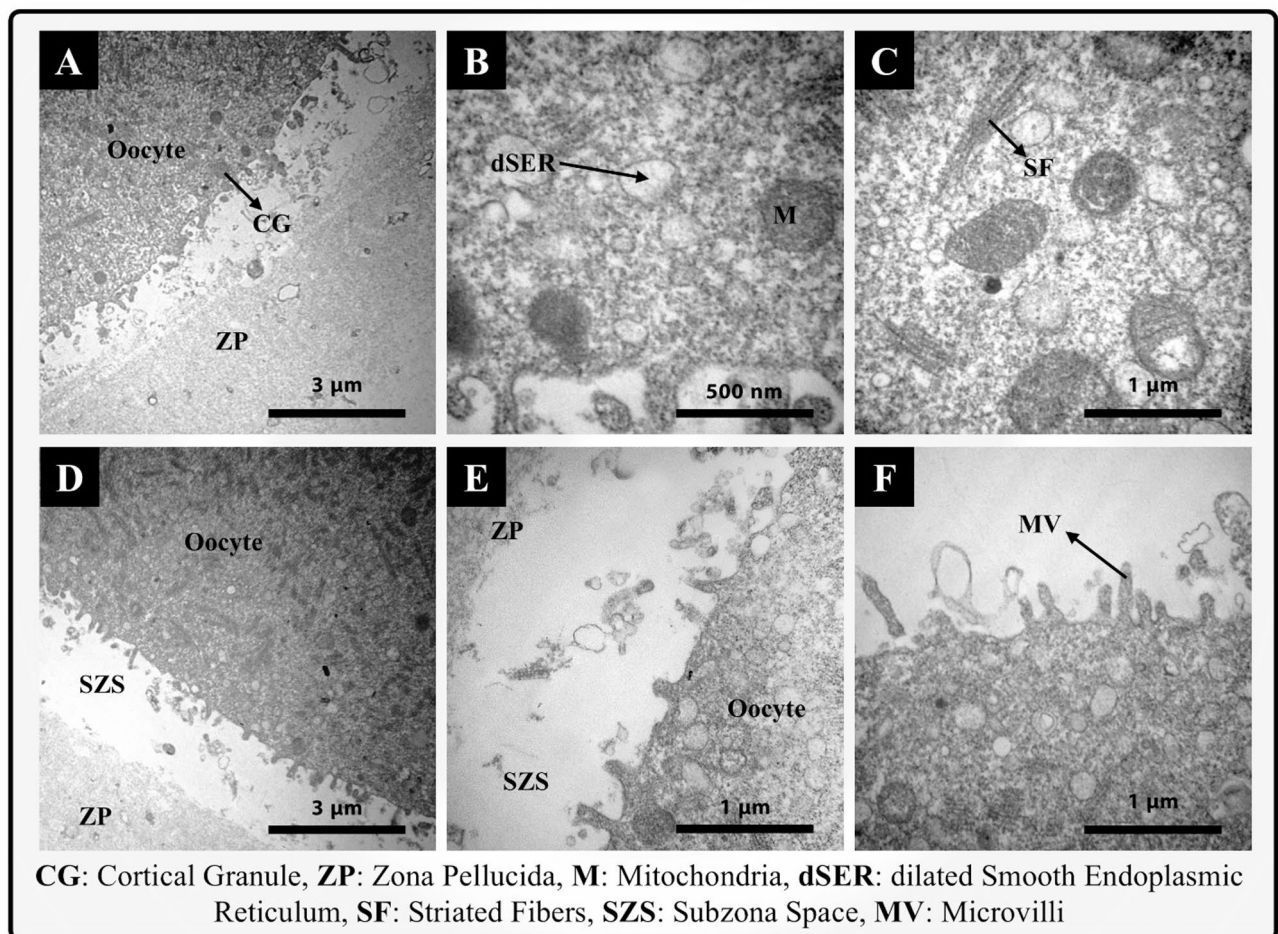 A
Oocyte
CG
ZP
3 µm
B
dSER
M
500 nm
C
SF
1 µm
D
Oocyte
SZS
ZP
3 µm
E
ZP
Oocyte
SZS
1 µm
F
MV
1 µm
CG: Cortical Granule, ZP: Zona Pellucida, M: Mitochondria, dSER: dilated Smooth Endoplasmic
Reticulum, SF: Striated Fibers, SZS: Subzona Space, MV: Microvilli